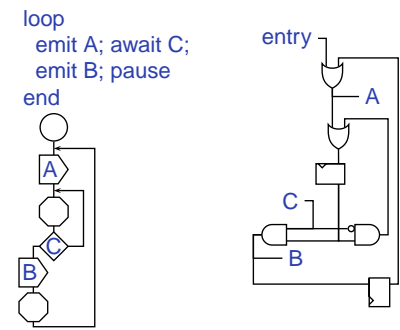 loop
emit A; await C;
emit B; pause
end
A
C
B
entry
A
C
B